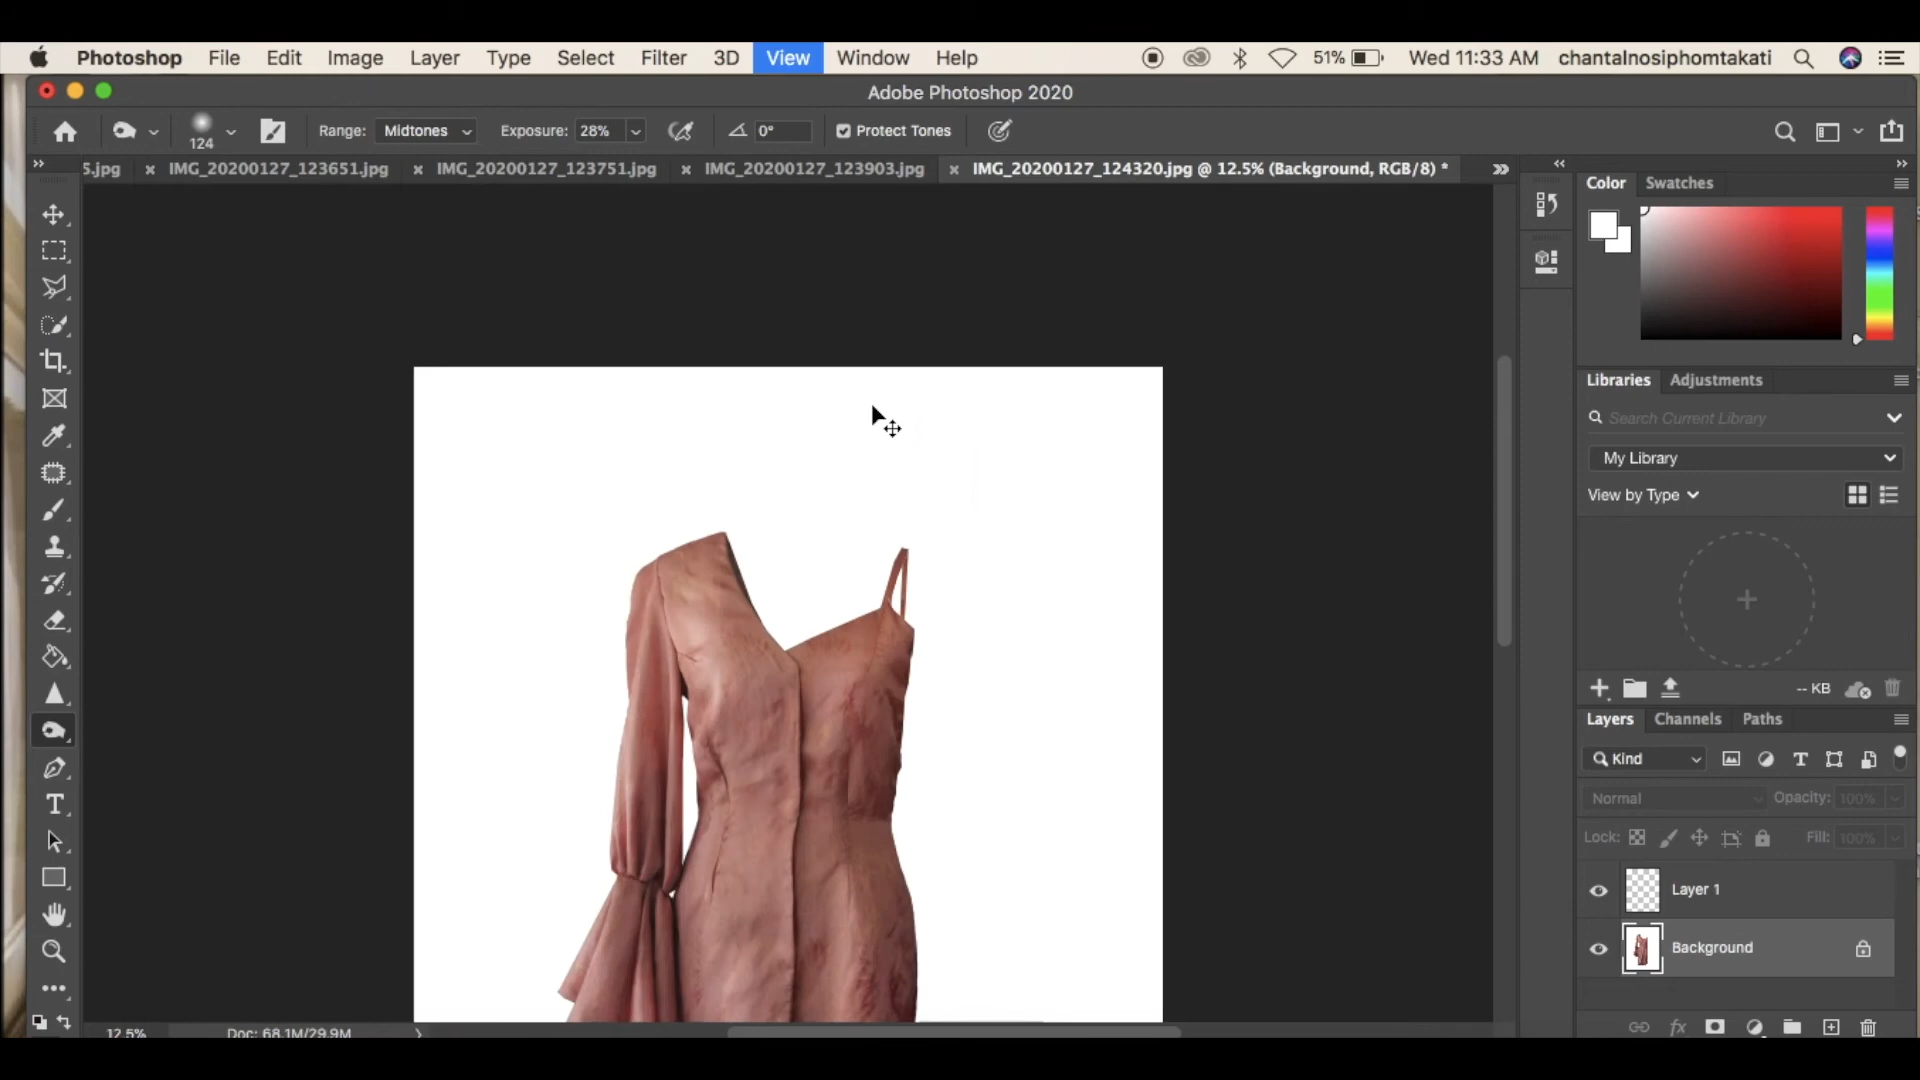 Photoshop File Edit Image Layer Type Select Filter 3D View Window Help 51% Wed 11:33 AM chantalnosiphomtakati
Adobe Photoshop 2020
124 Range: Midtones Exposure: 28% 0° Protect Tones
5.jpg IMG_20200127_123651.jpg IMG_20200127_123751.jpg IMG_20200127_123903.jpg IMG_20200127_124320.jpg @ 12.5% (Background, RGB/8) *
Color Swatches
Libraries Adjustments
Search Current Library
My Library
View by Type
-- KB
Layers Channels Paths
Kind
Normal Opacity: 100%
Lock: Fill: 100%
Layer 1
Background
12.5% Doc: 68.1M/29.9M